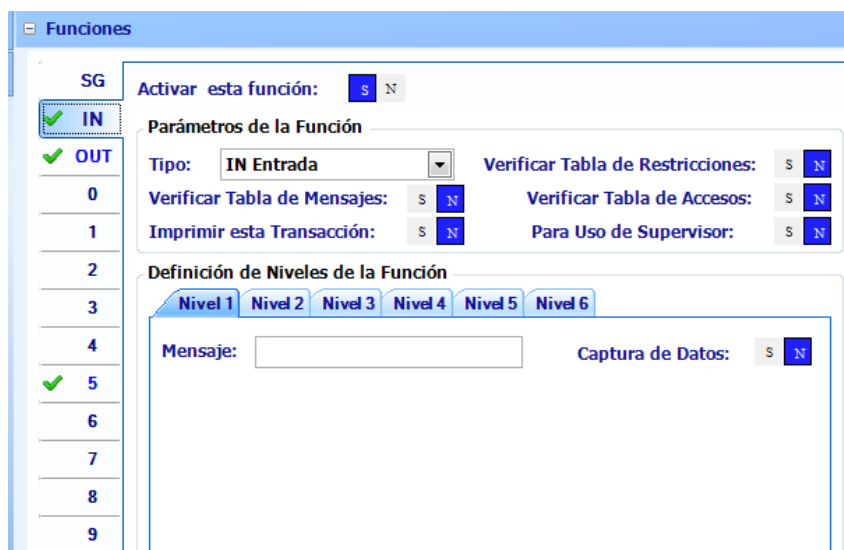 Funciones
SG
Activar esta función: S N
IN
Parámetros de la Función
OUT
Tipo: IN Entrada Verificar Tabla de Restricciones: S N
0
Verificar Tabla de Mensajes: S N Verificar Tabla de Accesos: S N
1
Imprimir esta Transacción: S N Para Uso de Supervisor: S N
2
Definición de Niveles de la Función
3
Nivel 1 Nivel 2 Nivel 3 Nivel 4 Nivel 5 Nivel 6
4
Mensaje: Captura de Datos: S N
5
6
7
8
9